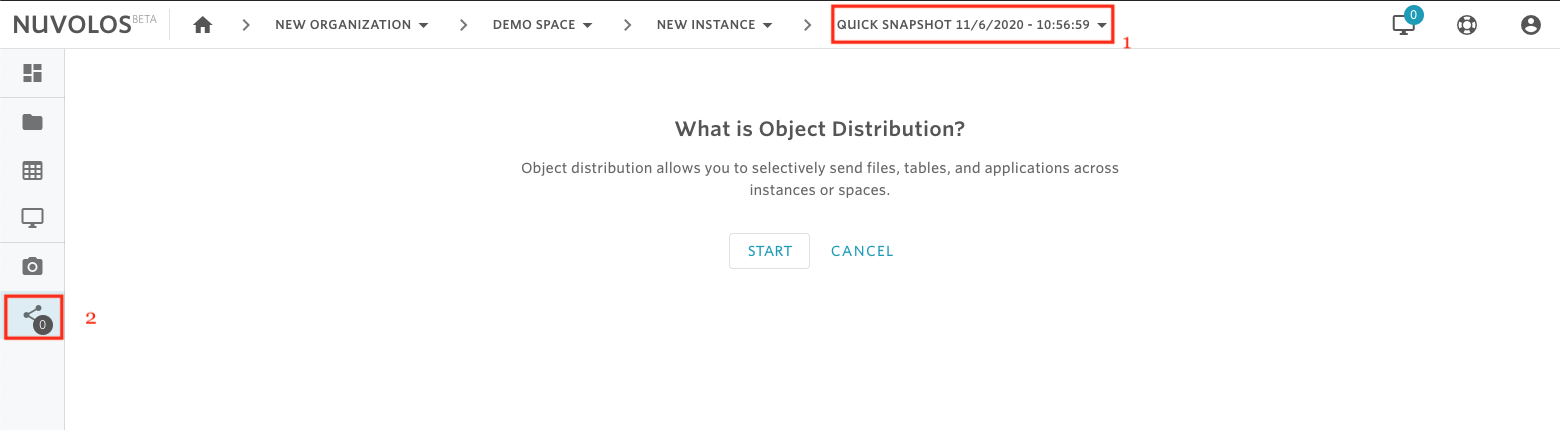 NUVOLOS BETA
NEW ORGANIZATION
DEMO SPACE
NEW INSTANCE
QUICK SNAPSHOT 11/6/2020 - 10:56:59
1
0
What is Object Distribution?
Object distribution allows you to selectively send files, tables, and applications across
instances or spaces.
START
CANCEL
0
2